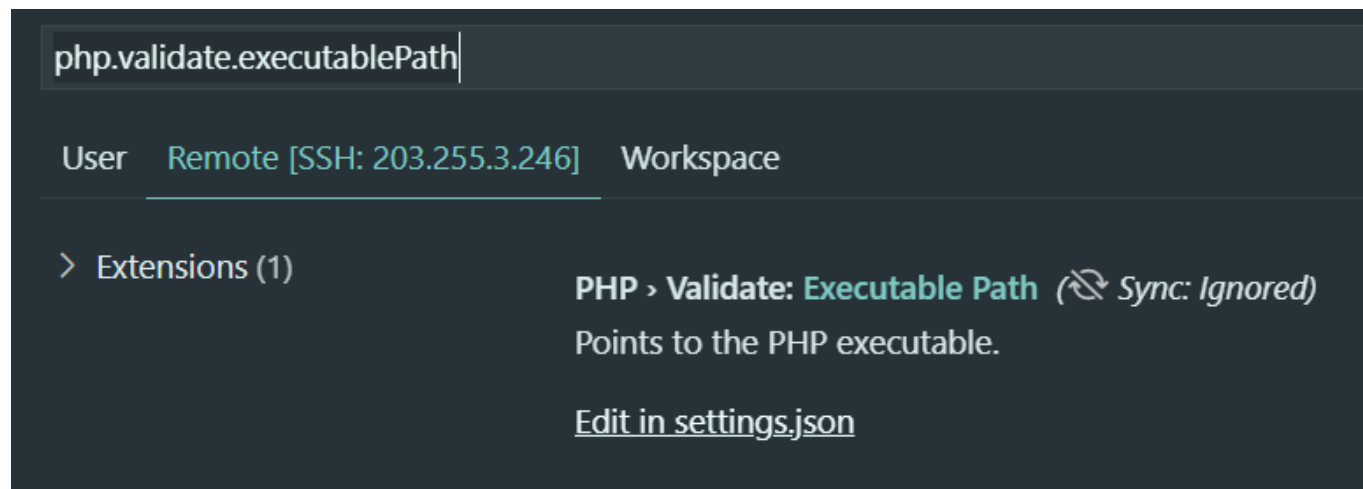 php.validate.executablePath
User Remote [SSH: 203.255.3.246] Workspace
Extensions (1)
PHP › Validate: Executable Path (Sync: Ignored)
Points to the PHP executable.
Edit in settings.json